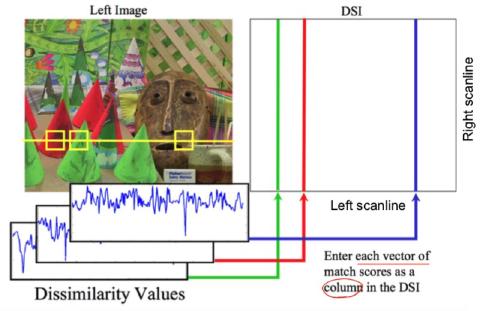 Left Image
DSI
Right scanline
Left scanline
Enter each vector of
match scores as a
column in the DSI
Dissimilarity Values